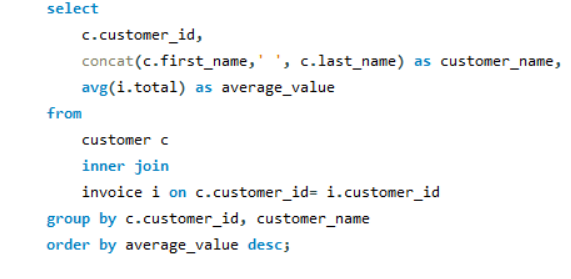 select
c.customer_id,
concat(c.first_name,' ', c.last_name) as customer_name,
avg(i.total) as average_value
from
customer c
inner join
invoice i on c.customer_id= i.customer_id
group by c.customer_id, customer_name
order by average_value desc;